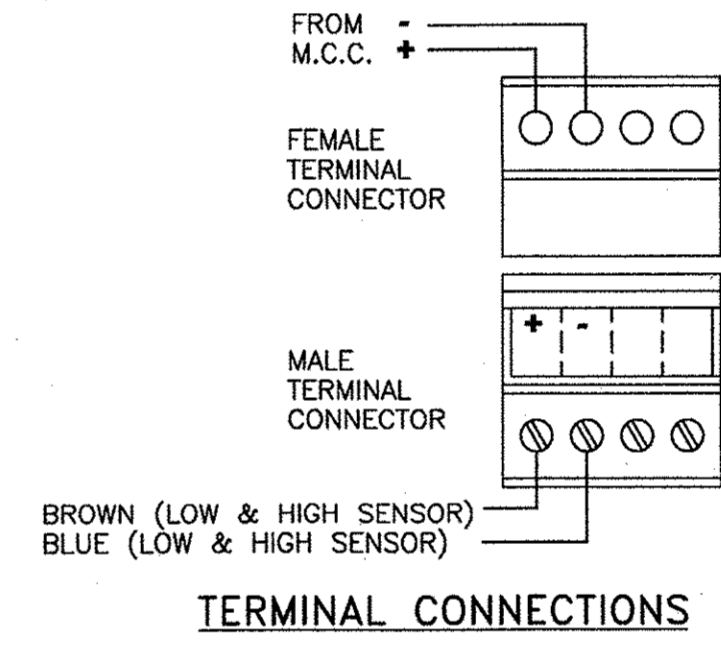 FROM -
M.C.C. +
FEMALE
TERMINAL
CONNECTOR
+ -
MALE
TERMINAL
CONNECTOR
BROWN (LOW & HIGH SENSOR)
BLUE (LOW & HIGH SENSOR)
TERMINAL CONNECTIONS